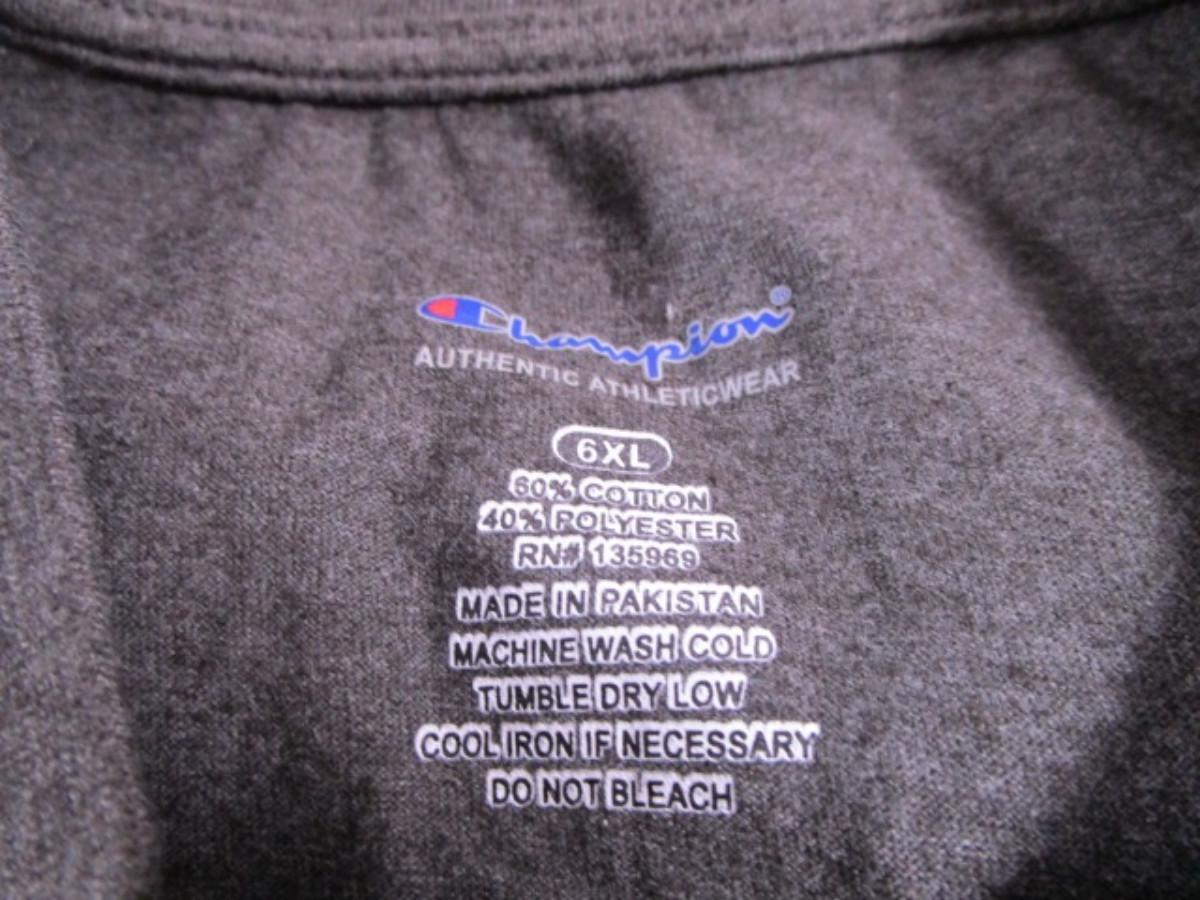 Champion®
AUTHENTIC ATHLETICWEAR
6XL
60% COTTON
40% POLYESTER
RN# 135969
MADE IN PAKISTAN
MACHINE WASH COLD
TUMBLE DRY LOW
COOL IRON IF NECESSARY
DO NOT BLEACH